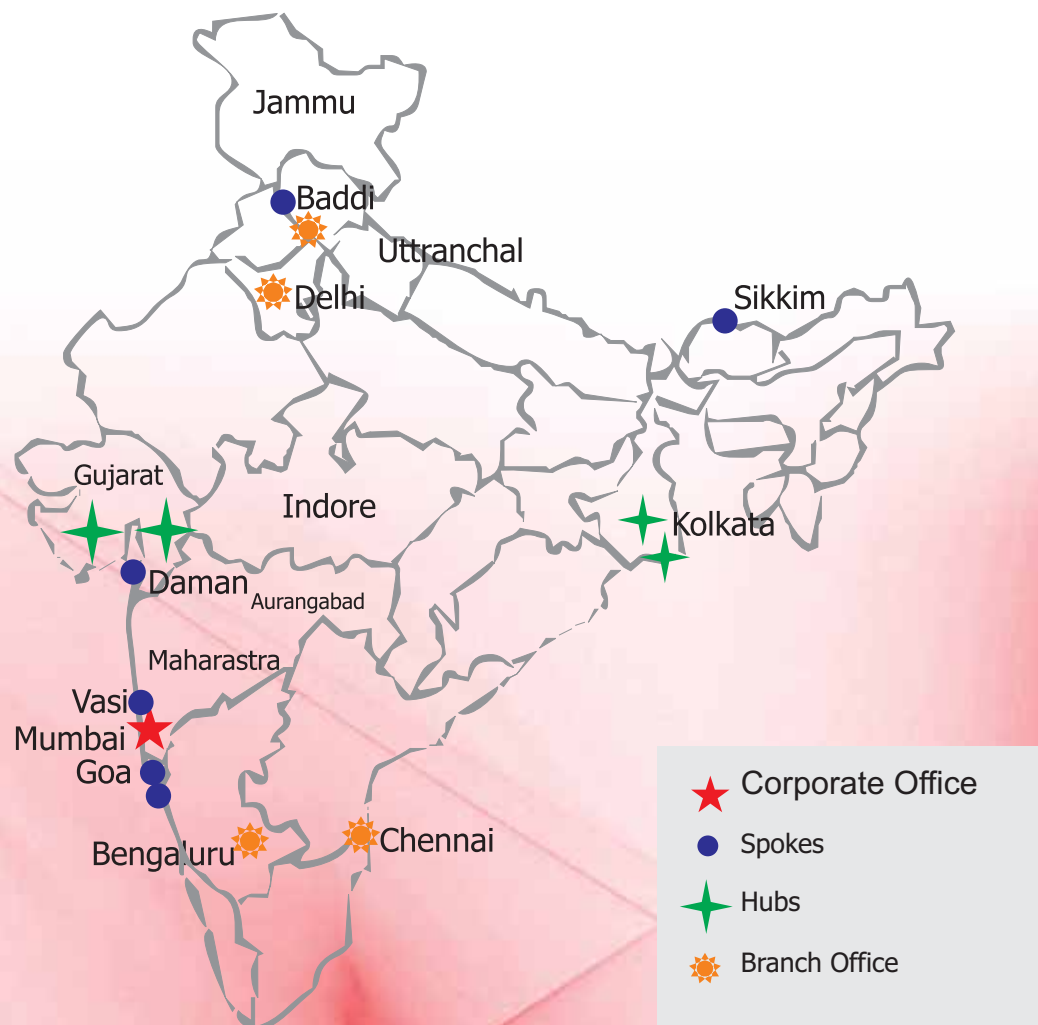 Jammu
Baddi
Uttranchal
Delhi
Sikkim
Gujarat
Indore
Kolkata
Daman
Aurangabad
Maharastra
Vasi
Mumbai
Goa
Bengaluru
Chennai
Corporate Office
Spokes
Hubs
Branch Office